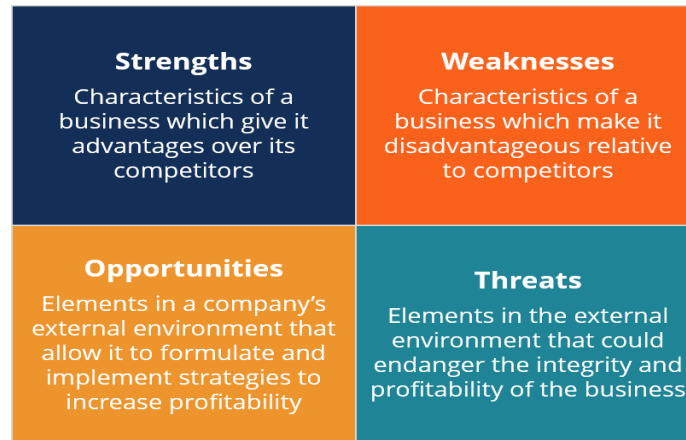 Strengths
Characteristics of a
business which give it
advantages over its
competitors
Weaknesses
Characteristics of a
business which make it
disadvantageous relative
to competitors
Opportunities
Elements in a company’s
external environment that
allow it to formulate and
implement strategies to
increase profitability
Threats
Elements in the external
environment that could
endanger the integrity and
profitability of the business